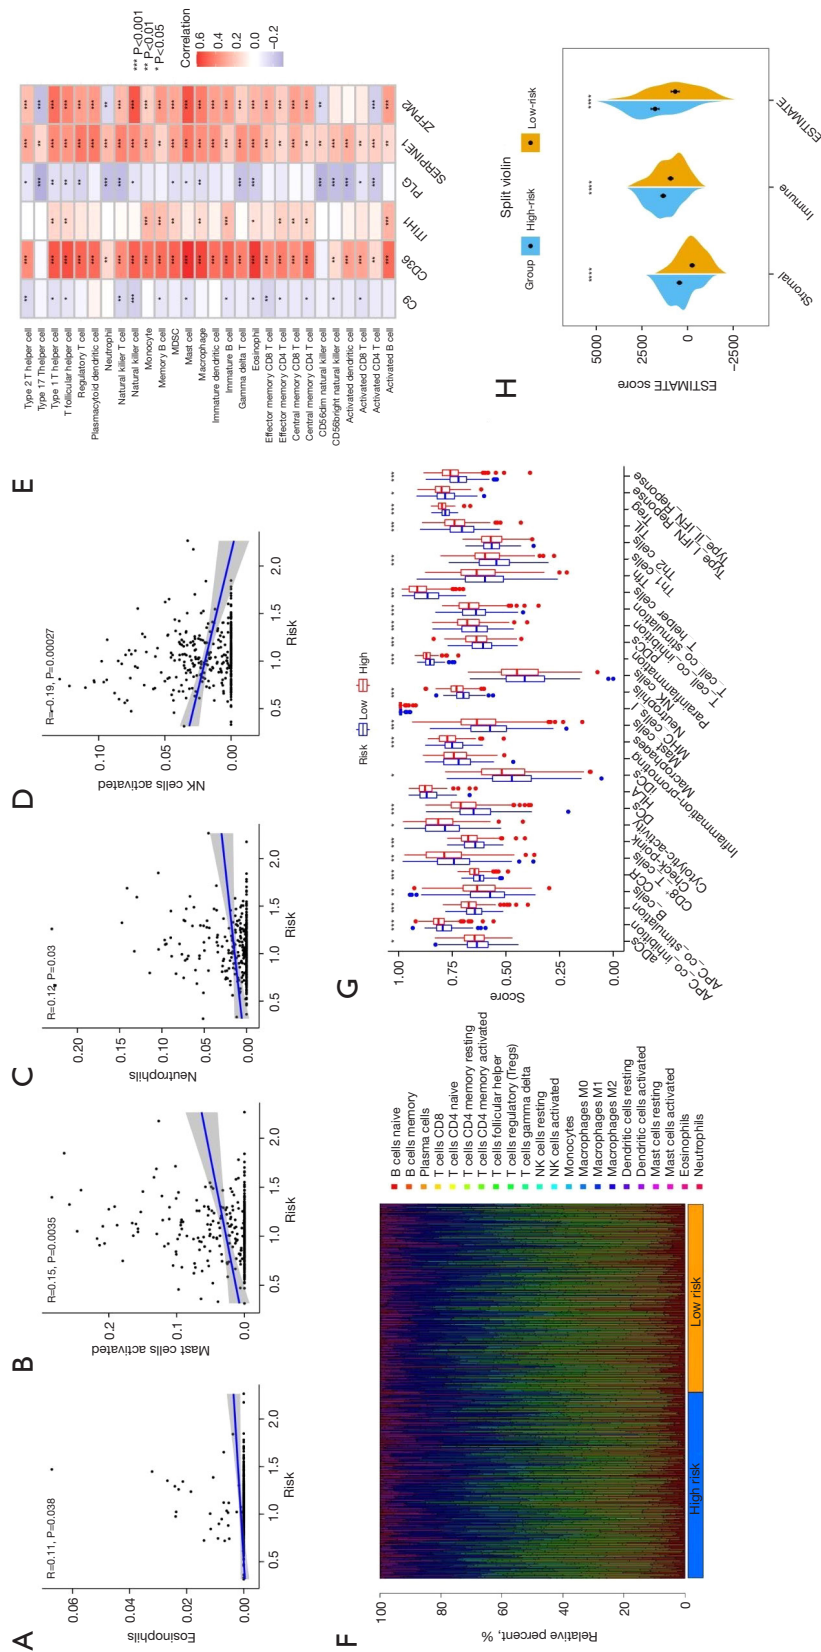 A
R=0.11, P=0.038
Eosinophils
0.06
0.04
0.02
0.00
0.5
1.0
1.5
2.0
Risk
B
R=0.15, P=0.0035
Mast cells activated
0.2
0.1
0.0
0.5
1.0
1.5
2.0
Risk
C
R=0.12, P=0.03
Neutrophils
0.20
0.15
0.10
0.05
0.00
0.5
1.0
1.5
2.0
Risk
D
R=−0.19, P=0.00027
NK cells activated
0.10
0.05
0.00
0.5
1.0
1.5
2.0
Risk
E
Type 2 T helper cell
Type 17 T helper cell
Type 1 T helper cell
T follicular helper cell
Regulatory T cell
Plasmacytoid dendritic cell
Neutrophil
Natural killer T cell
Natural killer cell
Monocyte
Memory B cell
MDSC
Mast cell
Macrophage
Immature dendritic cell
Immature B cell
Gamma delta T cell
Eosinophil
Effector memory CD8 T cell
Effector memory CD4 T cell
Central memory CD8 T cell
Central memory CD4 T cell
CD56dim natural killer cell
CD56bright natural killer cell
Activated dendritic cell
Activated CD8 T cell
Activated CD4 T cell
Activated B cell
C9
CD36
ITIH1
PLG
SERPINE1
ZFPM2
*** P<0.001
** P<0.01
* P<0.05
Correlation
0.6
0.4
0.2
0.0
−0.2
F
Relative percent, %
100
80
60
40
20
0
High risk
Low risk
B cells naive
B cells memory
Plasma cells
T cells CD8
T cells CD4 naive
T cells CD4 memory resting
T cells CD4 memory activated
T cells follicular helper
T cells regulatory (Tregs)
T cells gamma delta
NK cells resting
NK cells activated
Monocytes
Macrophages M0
Macrophages M1
Macrophages M2
Dendritic cells resting
Dendritic cells activated
Mast cells resting
Mast cells activated
Eosinophils
Neutrophils
G
Risk Low High
Score
1.00
0.75
0.50
0.25
0.00
aDCs
APC_co_inhibition
APC_co_stimulation
B_cells
CCR
CD8+_T_cells
Check-point
Cytolytic-activity
DCs
HLA
iDCs
Inflammation-promoting
Macrophages
Mast_cells
MHC_cells_I
Neutrophils
NK_cells
Parainflammation
pDCs
T_cell_co_inhibition
T_cell_co_stimulation
T_helper_cells
Tfh
Th1_cells
Th2_cells
TIL
Treg
Type_I_IFN_Reponse
Type_II_IFN_Reponse
H
Split violin
Group High-risk Low-risk
ESTIMATE score
5000
2500
0
−2500
Stromal
Immune
ESTIMATE